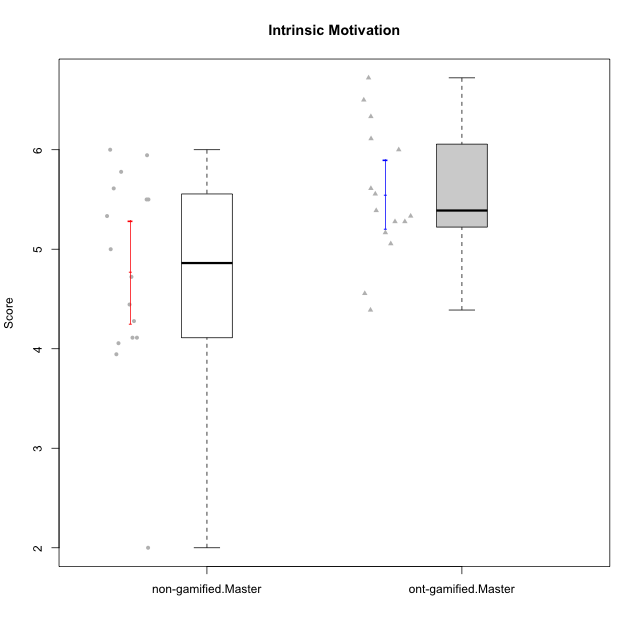 Intrinsic Motivation
Score
6
5
4
3
2
non-gamified.Master
ont-gamified.Master